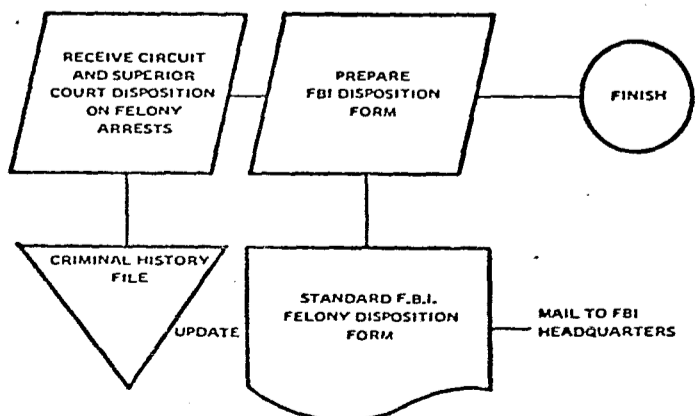 RECEIVE CIRCUIT
AND SUPERIOR
COURT DISPOSITION
ON FELONY
ARRESTS
PREPARE
FBI DISPOSITION
FORM
FINISH
CRIMINAL HISTORY
FILE
UPDATE
STANDARD F.B.I.
FELONY DISPOSITION
FORM
MAIL TO FBI
HEADQUARTERS